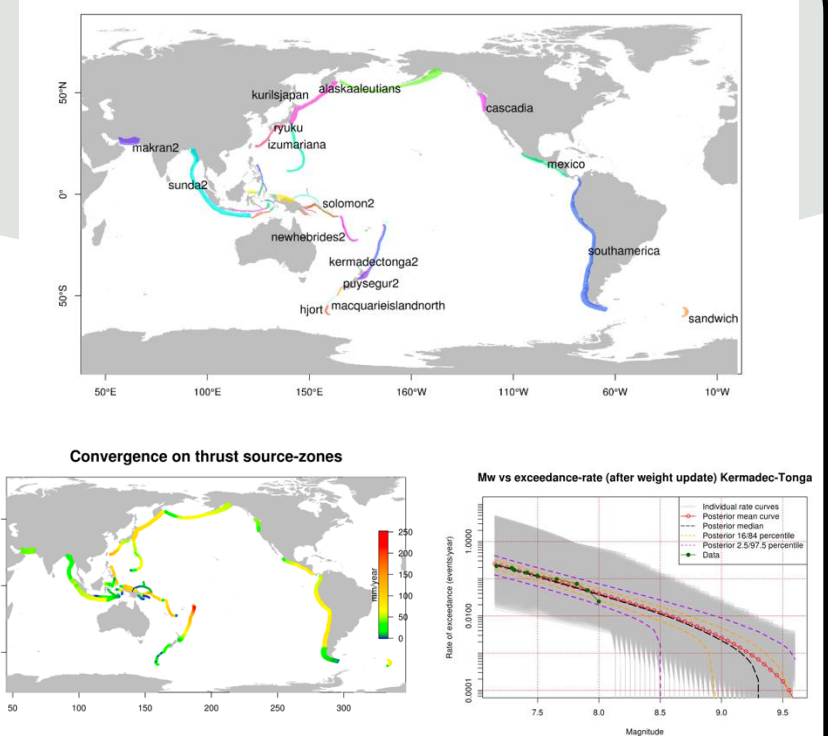 50°N
0°
50°S
kurilsjapan
alaskaaleutians
cascadia
ryuku
izumariana
makran2
mexico
sunda2
solomon2
newhebrides2
southamerica
kermadectonga2
puysegur2
hjort
macquarieislandnorth
sandwich
50°E
100°E
150°E
160°W
110°W
60°W
10°W
Convergence on thrust source-zones
250
200
150
100
50
0
mm/year
50
100
150
200
250
300
Mw vs exceedance-rate (after weight update) Kermadec-Tonga
Individual rate curves
Posterior mean curve
Posterior median
Posterior 16/84 percentile
Posterior 2.5/97.5 percentile
Data
Rate of exceedance (events/year)
1.0000
0.0100
0.0001
7.5
8.0
8.5
9.0
9.5
Magnitude